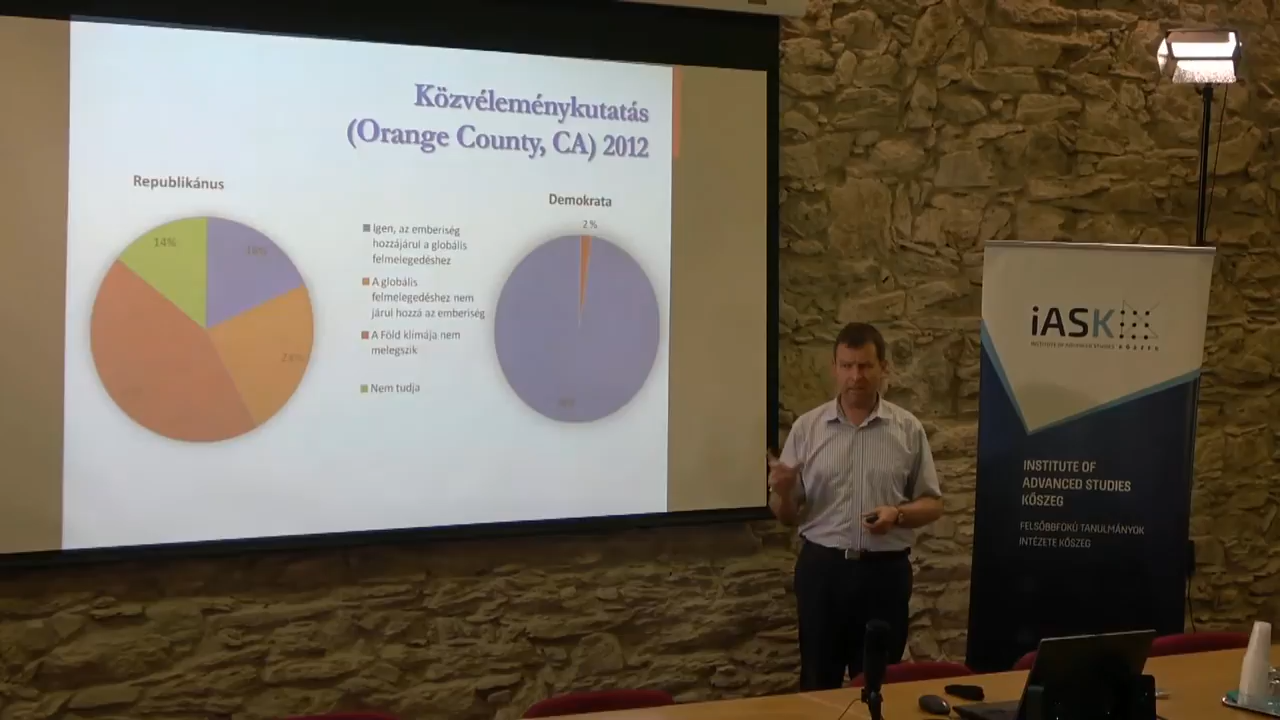 Közvéleménykutatás
(Orange County, CA) 2012
Republikánus
14%
Igen, az emberiség
hozzájárul a globális
felmelegedéshez
A globális
felmelegedéshez nem
járul hozzá az emberiség
A Föld klímája nem
melegszik
Nem tudja
Demokrata
2%
iASK
INSTITUTE OF ADVANCED STUDIES KŐSZEG
INSTITUTE OF
ADVANCED STUDIES
KŐSZEG
FELSŐBBFOKÚ TANULMÁNYOK
INTÉZETE KŐSZEG